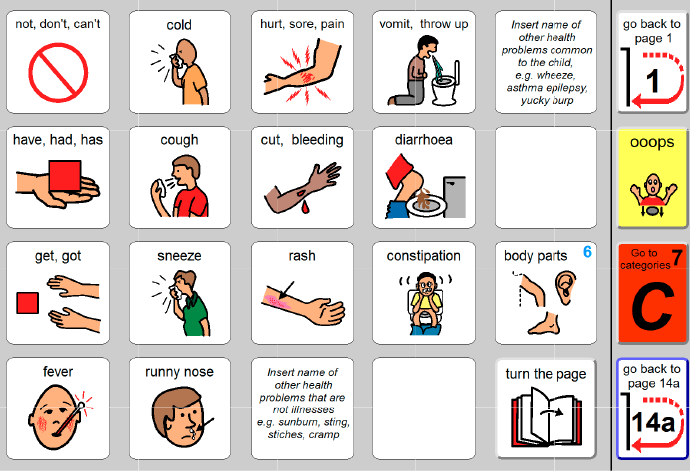 not, don't, can't
cold
hurt, sore, pain
vomit, throw up
Insert name of
other health
problems common
to the child,
e.g. wheeze,
asthma epilepsy,
yucky burp
go back to
page 1
1
have, had, has
cough
cut, bleeding
diarrhoea
ooops
get, got
sneeze
rash
constipation
body parts 6
Go to
categories 7
C
fever
runny nose
Insert name of
other health
problems that are
not illnesses
e.g. sunburn, sting,
stiches, cramp
turn the page
go back to
page 14a
14a